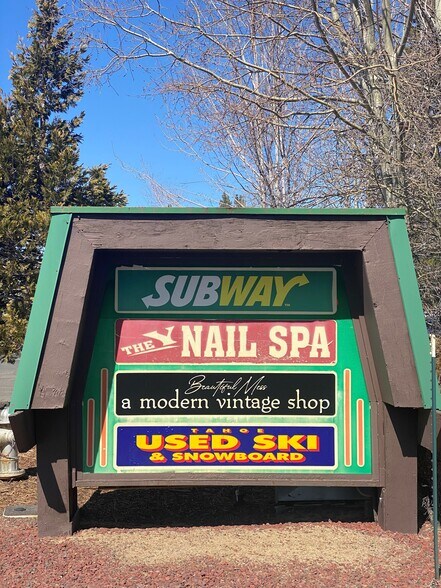 SUBWAY
THE Y NAIL SPA
Beautiful Mess
a modern vintage shop
TAHOE
USED SKI
& SNOWBOARD